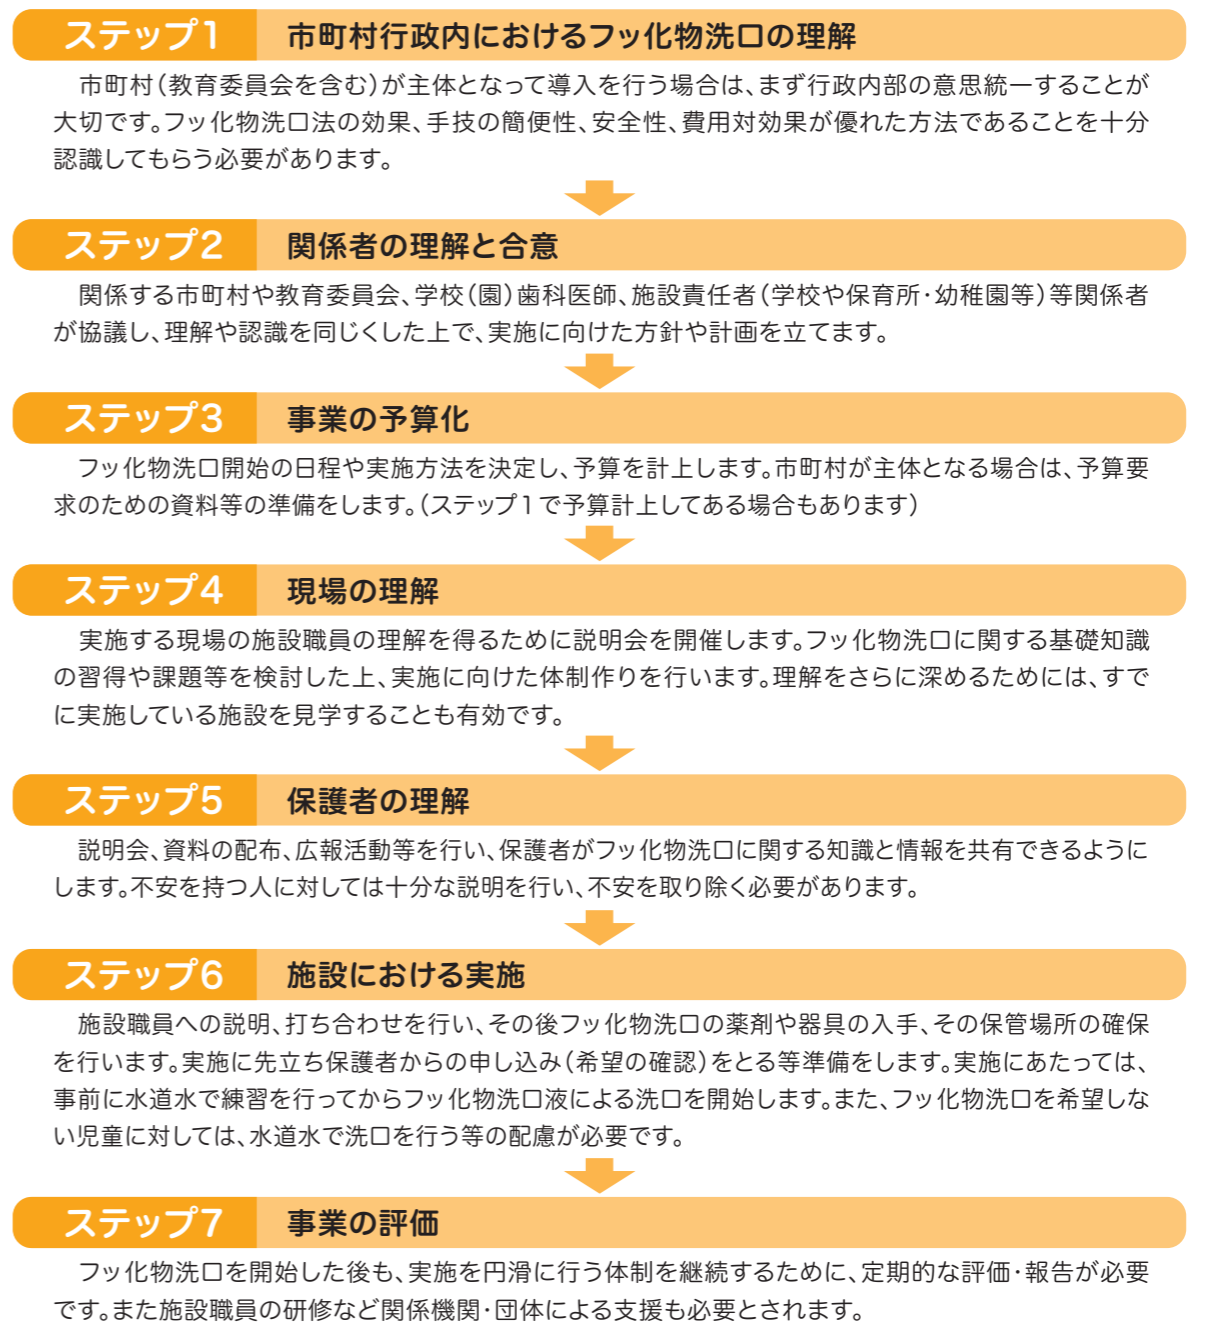 ステップ1 市町村行政内におけるフッ化物洗口の理解
市町村(教育委員会を含む)が主体となって導入を行う場合は、まず行政内部の意思統一することが
大切です。フッ化物洗口法の効果、手技の簡便性、安全性、費用対効果が優れた方法であることを十分
認識してもらう必要があります。
ステップ2 関係者の理解と合意
関係する市町村や教育委員会、学校(園)歯科医師、施設責任者(学校や保育所・幼稚園等)等関係者
が協議し、理解や認識を同じくした上で、実施に向けた方針や計画を立てます。
ステップ3 事業の予算化
フッ化物洗口開始の日程や実施方法を決定し、予算を計上します。市町村が主体となる場合は、予算要
求のための資料等の準備をします。(ステップ1で予算計上してある場合もあります)
ステップ4 現場の理解
実施する現場の施設職員の理解を得るために説明会を開催します。フッ化物洗口に関する基礎知識
の習得や課題等を検討した上、実施に向けた体制作りを行います。理解をさらに深めるためには、すで
に実施している施設を見学することも有効です。
ステップ5 保護者の理解
説明会、資料の配布、広報活動等を行い、保護者がフッ化物洗口に関する知識と情報を共有できるように
します。不安を持つ人に対しては十分な説明を行い、不安を取り除く必要があります。
ステップ6 施設における実施
施設職員への説明、打ち合わせを行い、その後フッ化物洗口の薬剤や器具の入手、その保管場所の確保
を行います。実施に先立ち保護者からの申し込み(希望の確認)をとる等準備をします。実施にあたっては、
事前に水道水で練習を行ってからフッ化物洗口液による洗口を開始します。また、フッ化物洗口を希望しな
い児童に対しては、水道水で洗口を行う等の配慮が必要です。
ステップ7 事業の評価
フッ化物洗口を開始した後も、実施を円滑に行う体制を継続するために、定期的な評価・報告が必要
です。また施設職員の研修など関係機関・団体による支援も必要とされます。